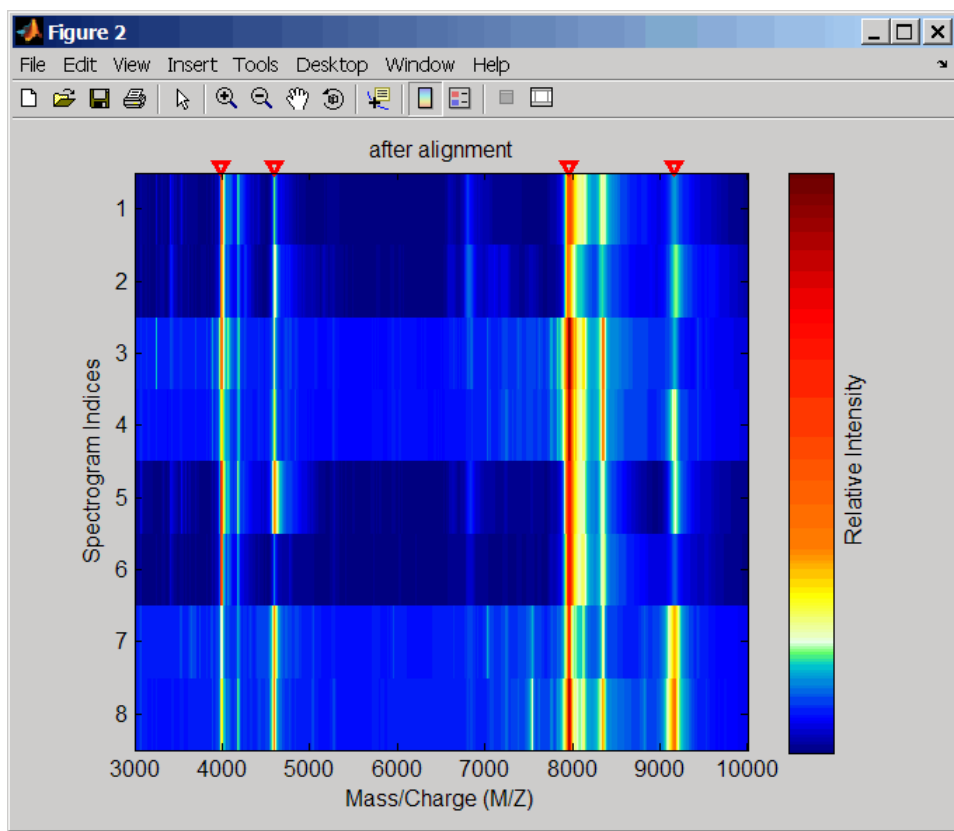 Figure 2
File Edit View Insert Tools Desktop Window Help
after alignment
1
2
3
4
5
6
7
8
Spectrogram Indices
3000 4000 5000 6000 7000 8000 9000 10000
Mass/Charge (M/Z)
Relative Intensity